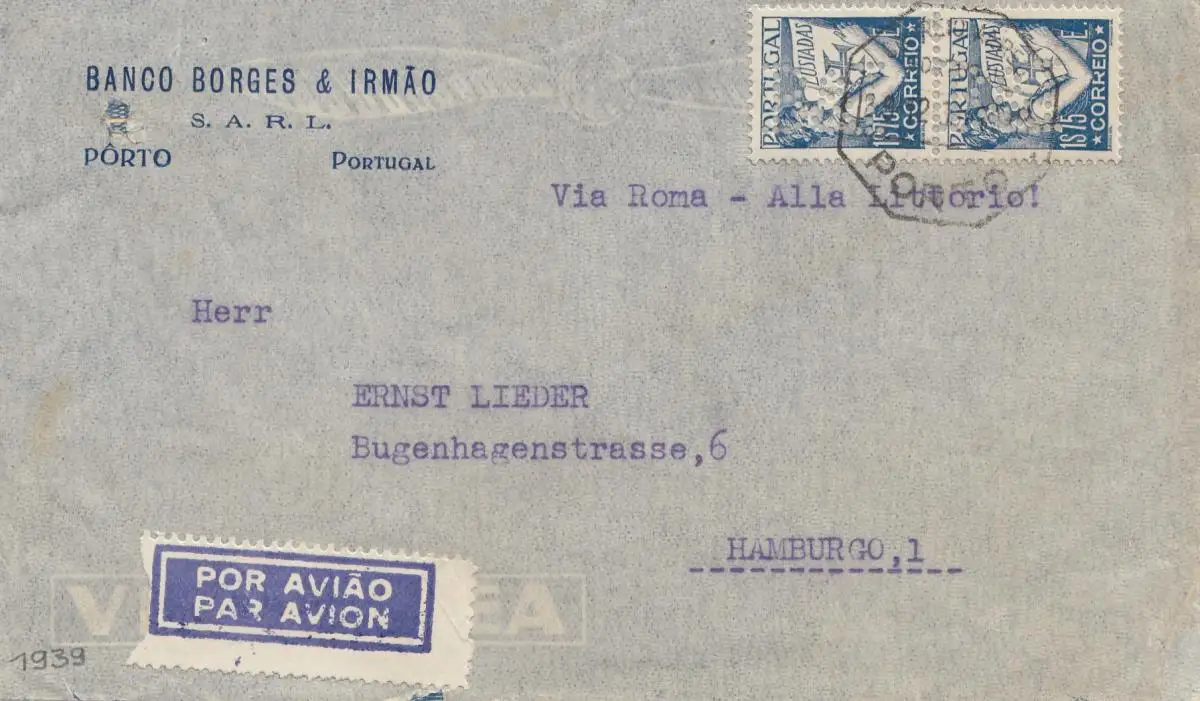 BANCO BORGES & IRMÃO
S. A. R. L.
PÔRTO PORTUGAL
PORTUGAL
LUSIADAS
1$75 E.
CORREIO
PORTUGAL
LUSIADAS
1$75 E.
CORREIO
PORTO
Via Roma - Alla Littorio!
Herr
ERNST LIEDER
Bugenhagenstrasse,6
HAMBURGO,1
POR AVIÃO
PAR AVION
1939